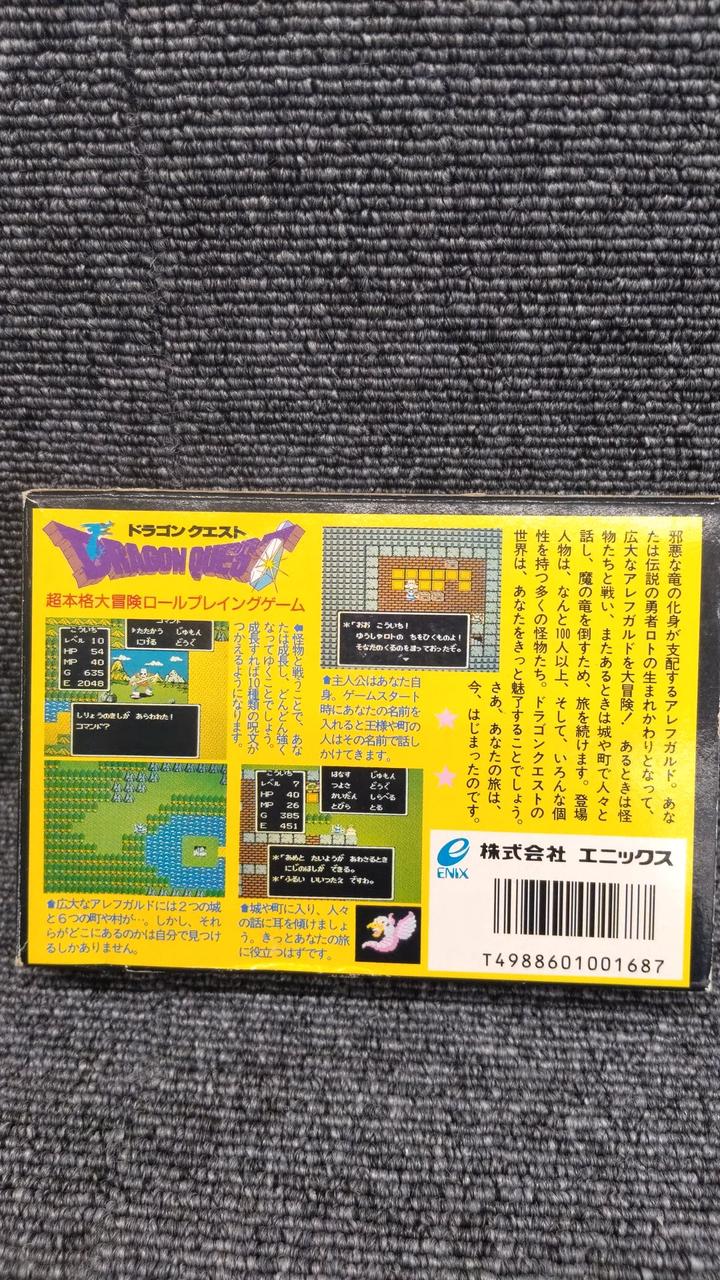 ドラゴンクエスト
DRAGON QUEST
超本格大冒険ロールプレイングゲーム
こういち
レベル 10
HP 54
MP 40
G 635
E 2048
コマンド
たたかう じゅもん
にげる どうぐ
しりょうのきしが あらわれた!
コマンド?
⬅怪物と戦うことで、あな
たは成長し、どんどん強く
なってゆくことでしょう。
成長すれば10種類の呪文が
つかえるようになります。
*「おお こういち!
ゆうしゃロトの ちをひくものよ!
そなたのくるのを まっておったぞ。
⬆主人公はあなた自
身。ゲームスタート
時にあなたの名前を
入れると王様や町の
人はその名前で話し
かけてきます。
邪悪な竜の化身が支配するアレフガルド。あな
たは伝説の勇者ロトの生まれかわりとなって、
広大なアレフガルドを大冒険! あるときは怪
物たちと戦い、またあるときは城や町で人々と
話し、魔の竜を倒すため、旅を続けます。登場
人物は、なんと100人以上、そして、いろんな個
性を持つ多くの怪物たち。ドラゴンクエストの
世界は、あなたをきっと魅了することでしょう。
さあ、あなたの旅は、
今、はじまったのです。
⬆広大なアレフガルドには2つの城
と6つの町や村が…。しかし、それ
らがどこにあるのかは自分で見つけ
るしかありません。
こういち
レベル 7
HP 40
MP 26
G 385
E 451
はなす じゅもん
つよさ どうぐ
かいだん しらべる
とびら とる
*「あめと たいようが あわさるとき
にじのはしが できる。
*「ふるい いいつたえ ですわ。
⬆城や町に入り、人々
の話に耳を傾けましょ
う。きっとあなたの旅
に役立つはずです。
ENIX
株式会社 エニックス
T4988601001687